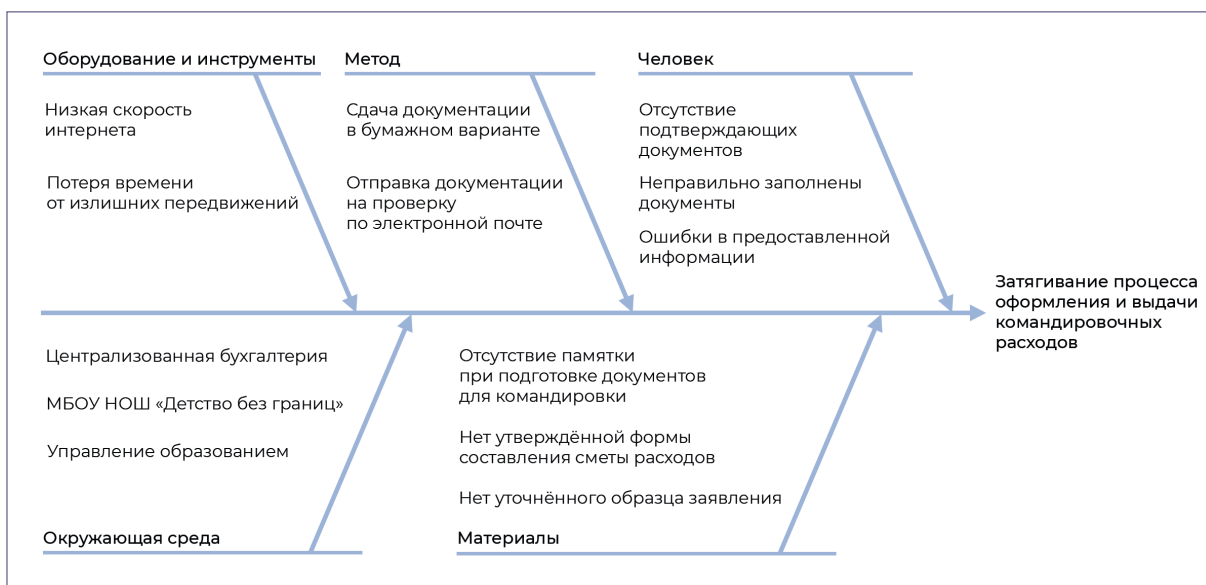 Оборудование и инструменты
Низкая скорость
интернета
Потеря времени
от излишних передвижений
Метод
Сдача документации
в бумажном варианте
Отправка документации
на проверку
по электронной почте
Человек
Отсутствие
подтверждающих
документов
Неправильно заполнены
документы
Ошибки в предоставленной
информации
Затягивание процесса
оформления и выдачи
командировочных
расходов
Централизованная бухгалтерия
МБОУ НОШ «Детство без границ»
Управление образованием
Окружающая среда
Отсутствие памятки
при подготовке документов
для командировки
Нет утверждённой формы
составления сметы расходов
Нет уточнённого образца заявления
Материалы